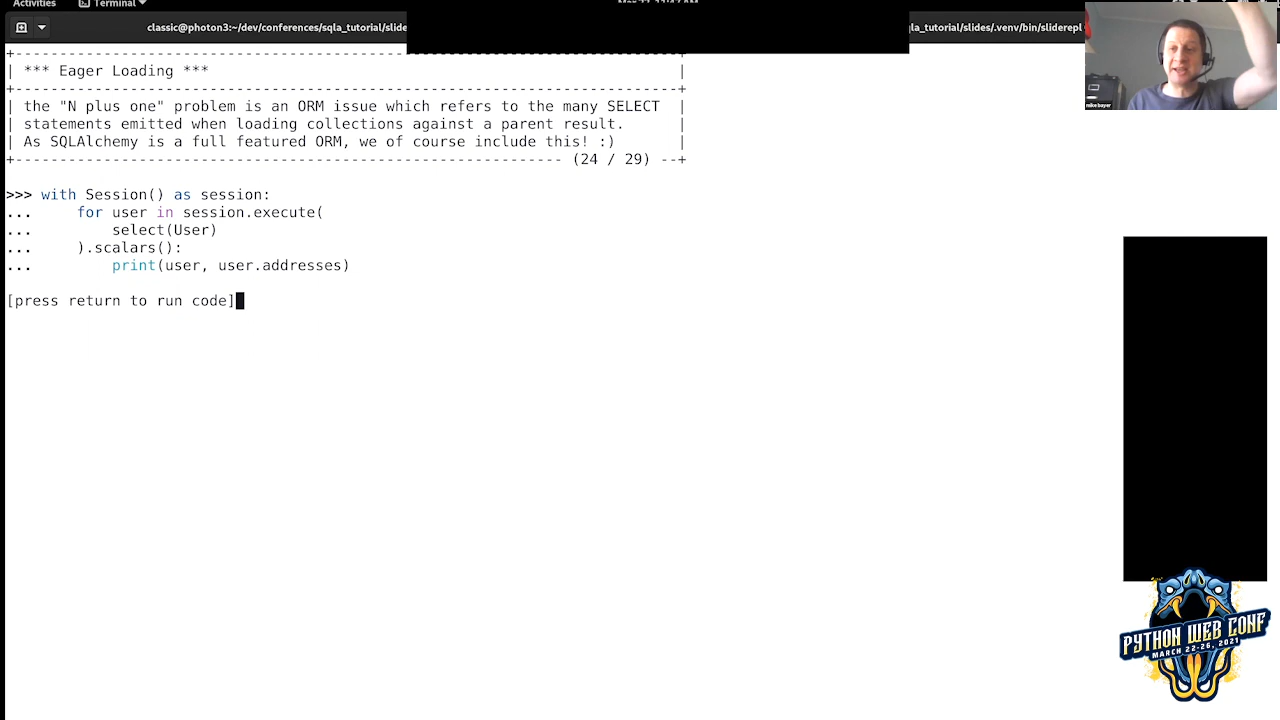 Activities
Terminal
classic@photon3:~/dev/conferences/sqla_tutorial/slide
qla_tutorial/slides/.venv/bin/sliderepl
mike bayer
+---------------------------------------------------------------------------+
| *** Eager Loading *** |
+---------------------------------------------------------------------------+
| the "N plus one" problem is an ORM issue which refers to the many SELECT |
| statements emitted when loading collections against a parent result. |
| As SQLAlchemy is a full featured ORM, we of course include this! :) |
+-------------------------------------------------------------- (24 / 29) --+
>>> with Session() as session:
... for user in session.execute(
... select(User)
... ).scalars():
... print(user, user.addresses)
[press return to run code]
PYTHON WEB CONF
MARCH 22-26, 2021